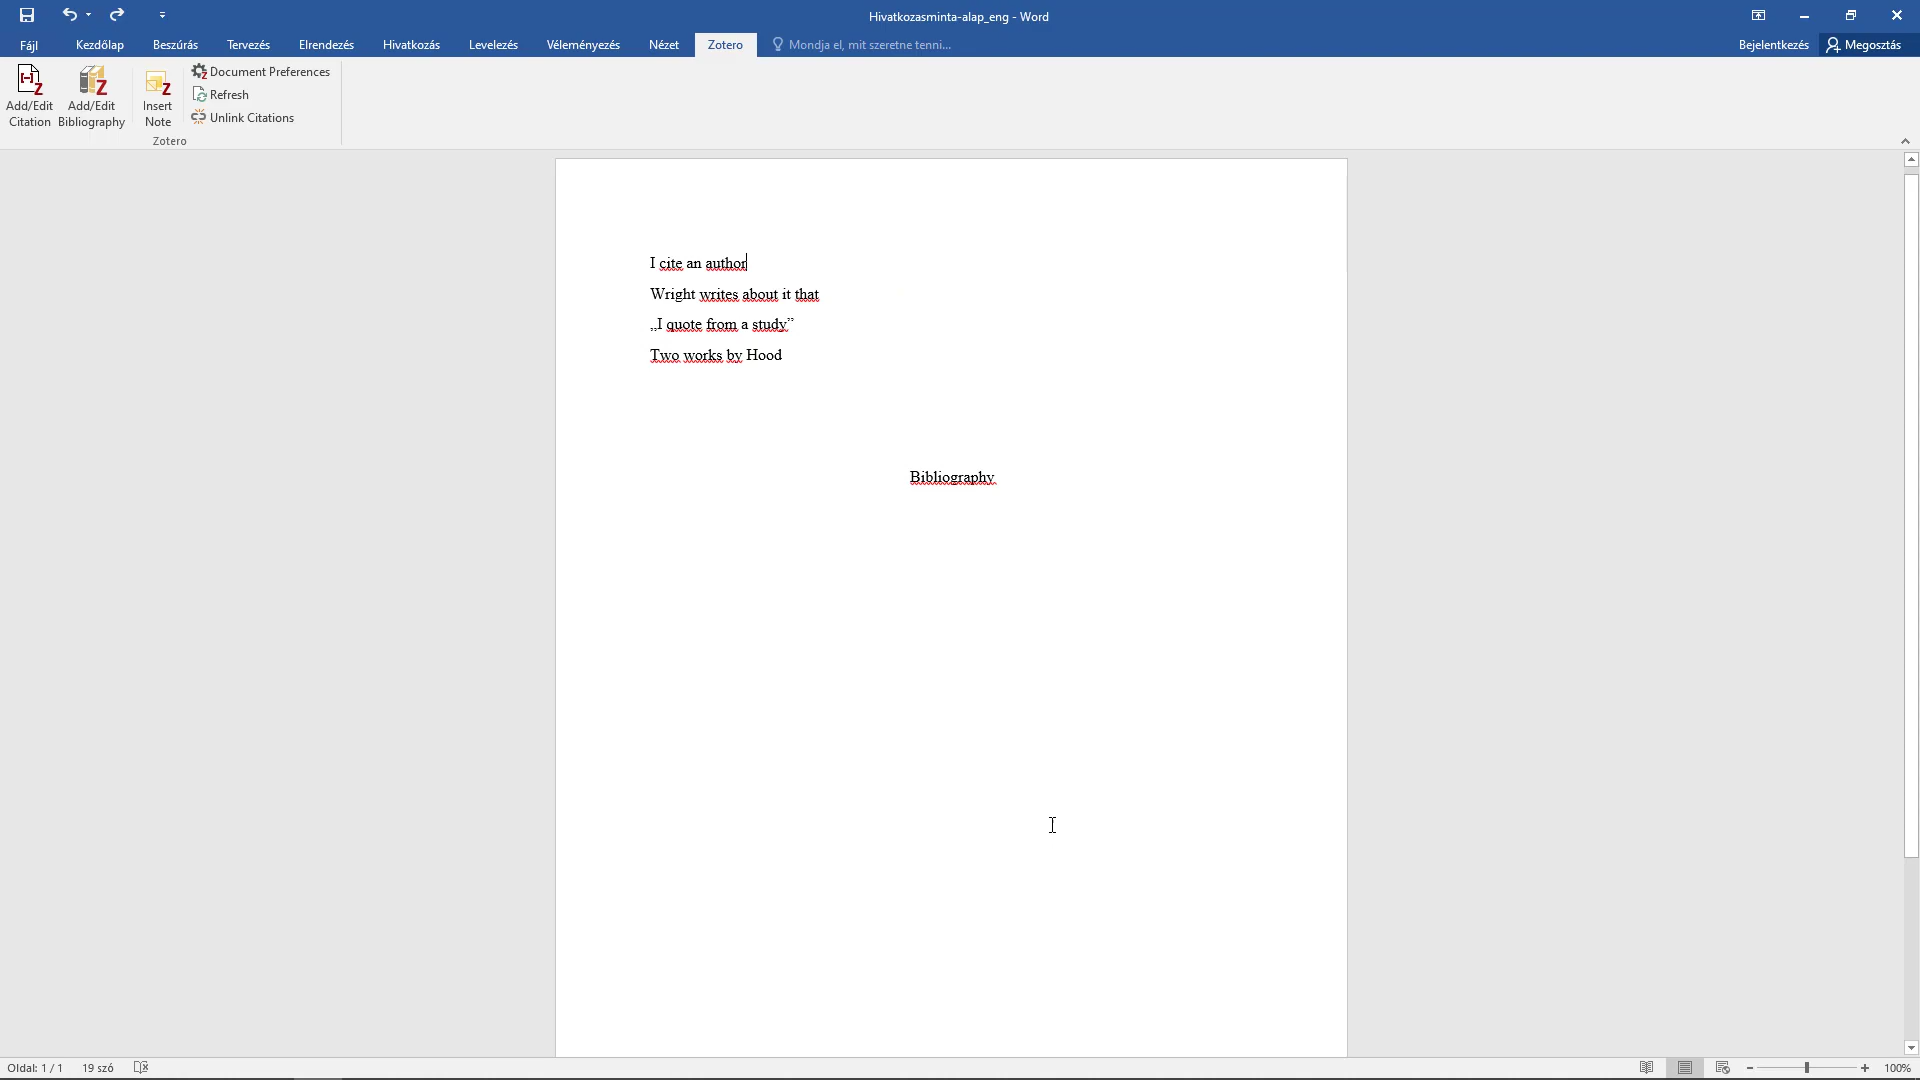 Hivatkozasminta-alap_eng - Word
Fájl Kezdőlap Beszúrás Tervezés Elrendezés Hivatkozás Levelezés Véleményezés Nézet Zotero Mondja el, mit szeretne tenni... Bejelentkezés Megosztás
Add/Edit Citation
Add/Edit Bibliography
Insert Note
Document Preferences
Refresh
Unlink Citations
Zotero
I cite an author
Wright writes about it that
„I quote from a study”
Two works by Hood
Bibliography
Oldal: 1 / 1 19 szó 100%